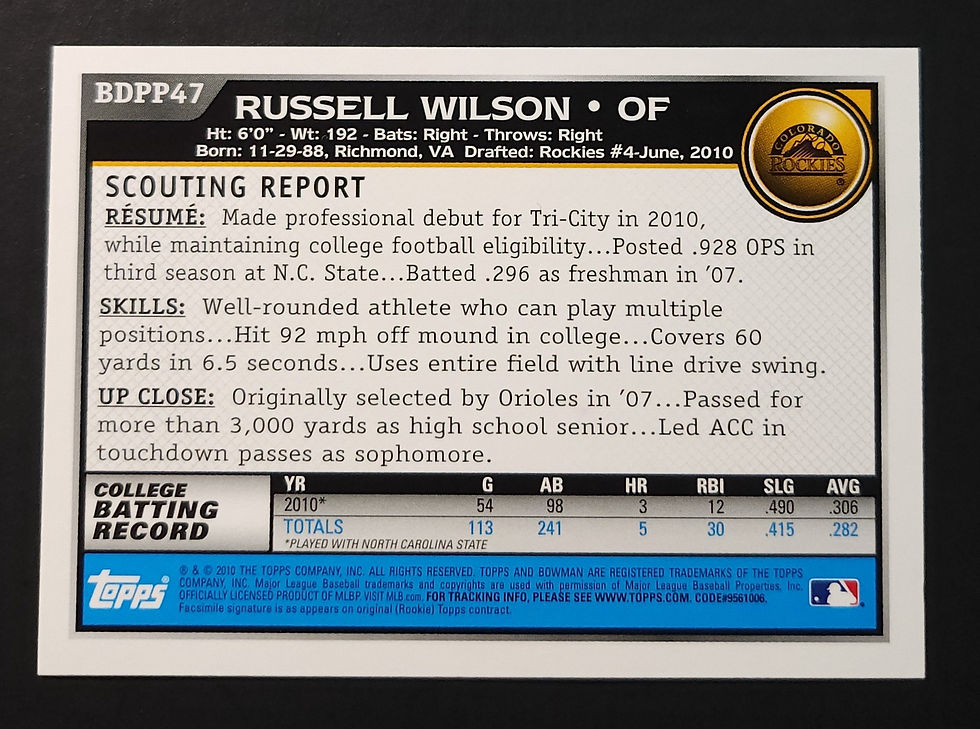 BDPP47
RUSSELL WILSON • OF
Ht: 6'0" - Wt: 192 - Bats: Right - Throws: Right
Born: 11-29-88, Richmond, VA Drafted: Rockies #4-June, 2010
COLORADO
ROCKIES
®
SCOUTING REPORT
RÉSUMÉ: Made professional debut for Tri-City in 2010,
while maintaining college football eligibility...Posted .928 OPS in
third season at N.C. State...Batted .296 as freshman in '07.
SKILLS: Well-rounded athlete who can play multiple
positions...Hit 92 mph off mound in college...Covers 60
yards in 6.5 seconds...Uses entire field with line drive swing.
UP CLOSE: Originally selected by Orioles in '07...Passed for
more than 3,000 yards as high school senior...Led ACC in
touchdown passes as sophomore.
COLLEGE
BATTING
RECORD
YR G AB HR RBI SLG AVG
2010* 54 98 3 12 .490 .306
TOTALS 113 241 5 30 .415 .282
*PLAYED WITH NORTH CAROLINA STATE
Topps®
® & © 2010 THE TOPPS COMPANY, INC. ALL RIGHTS RESERVED. TOPPS AND BOWMAN ARE REGISTERED TRADEMARKS OF THE TOPPS
COMPANY, INC. Major League Baseball trademarks and copyrights are used with permission of Major League Baseball Properties, Inc.
OFFICIALLY LICENSED PRODUCT OF MLBP. VISIT MLB.com. FOR TRACKING INFO, PLEASE SEE WWW.TOPPS.COM. CODE#9561006.
Facsimile signature is as appears on original (Rookie) Topps contract.